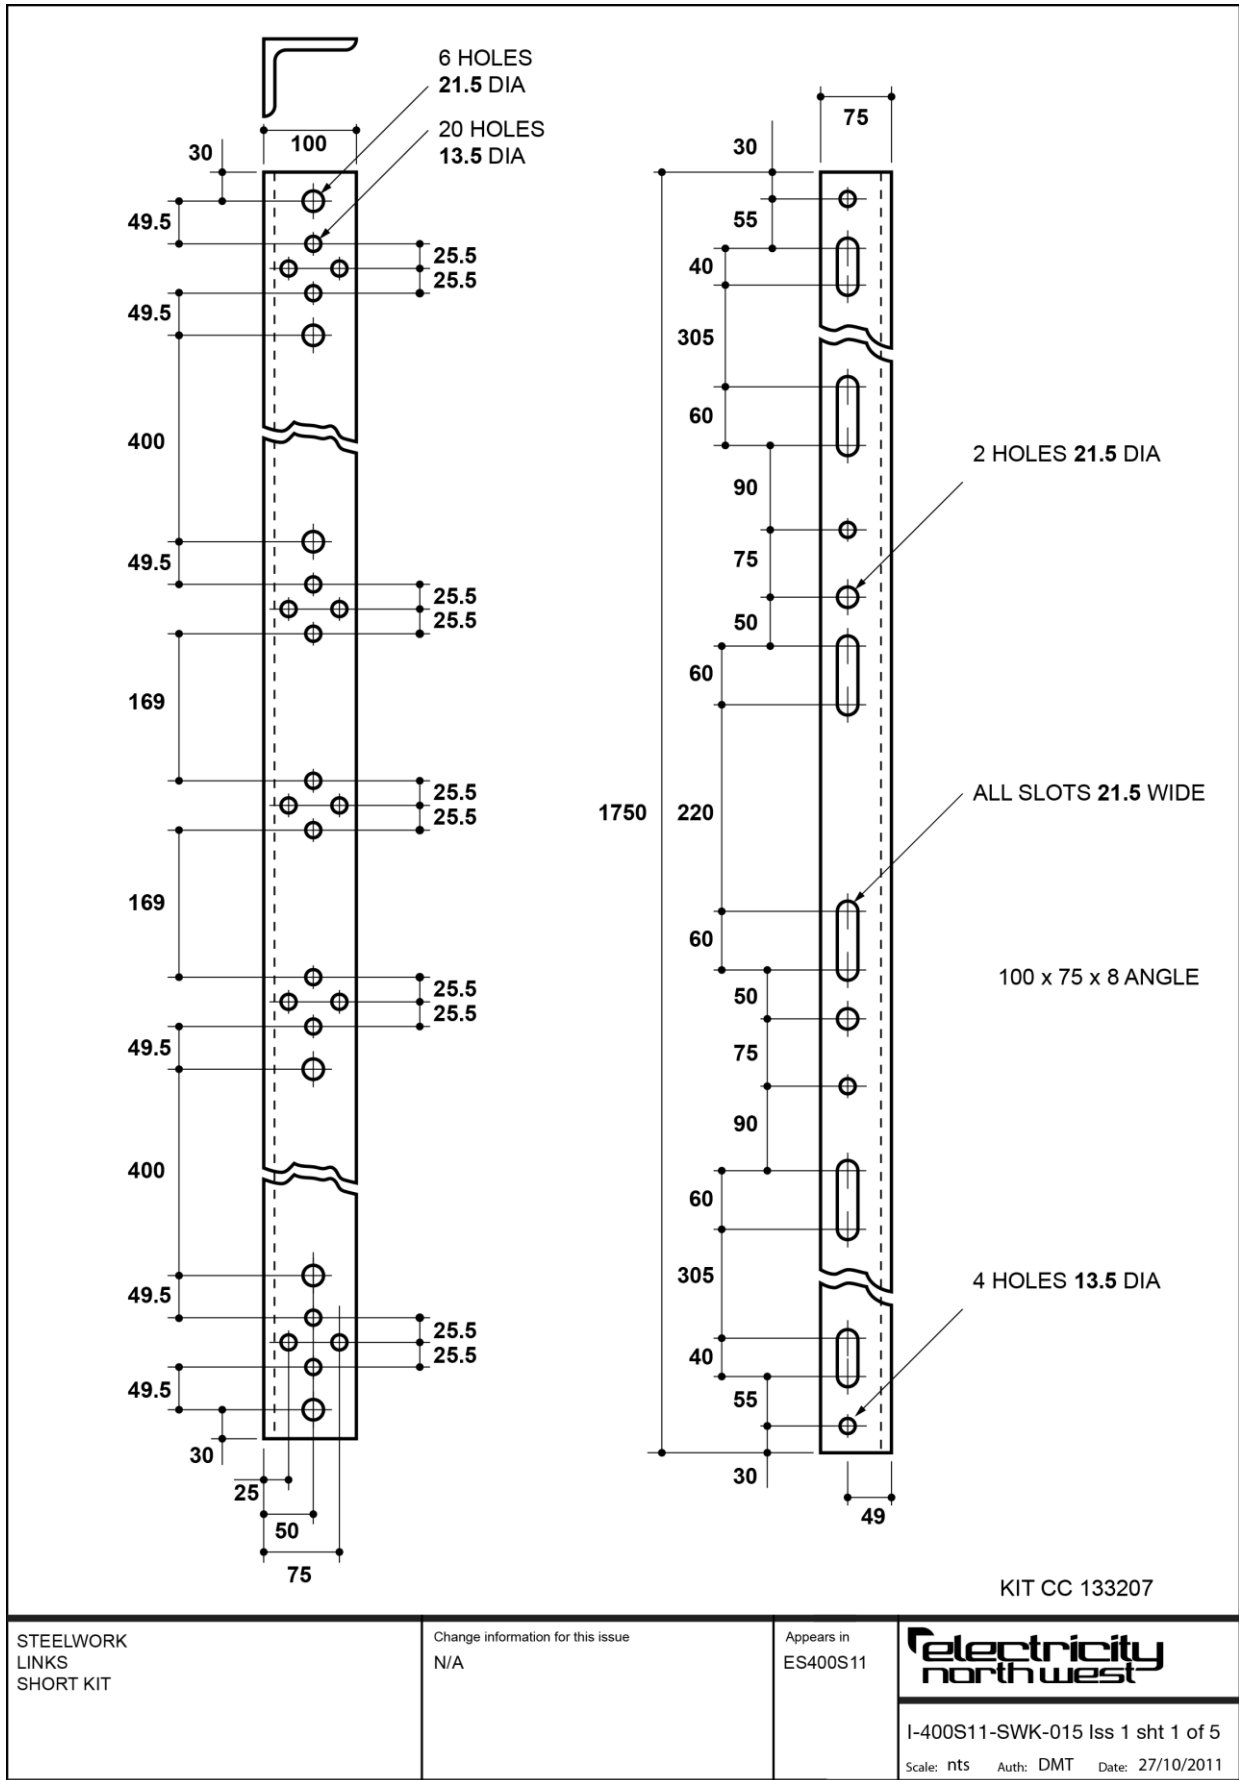 6 HOLES
21.5 DIA
20 HOLES
13.5 DIA
100
30
49.5
25.5
25.5
49.5
400
49.5
25.5
25.5
169
25.5
25.5
169
25.5
25.5
49.5
400
49.5
25.5
25.5
49.5
30
25
50
75
75
30
55
40
305
60
90
2 HOLES 21.5 DIA
75
50
60
1750
220
ALL SLOTS 21.5 WIDE
60
50
100 x 75 x 8 ANGLE
75
90
60
305
4 HOLES 13.5 DIA
40
55
30
49
KIT CC 133207
STEELWORK
LINKS
SHORT KIT
Change information for this issue
N/A
Appears in
ES400S11
electricity
northwest
I-400S11-SWK-015 Iss 1 sht 1 of 5
Scale: nts Auth: DMT Date: 27/10/2011